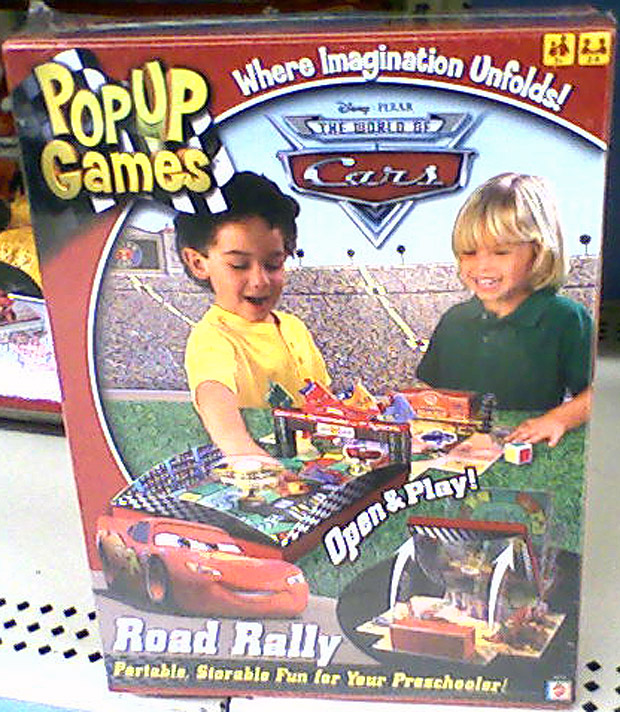 PopUp
Games
Where Imagination Unfolds!
Disney · PIXAR
THE WORLD OF
Cars
Open & Play!
Road Rally
Portable, Storable Fun for Your Preschooler!